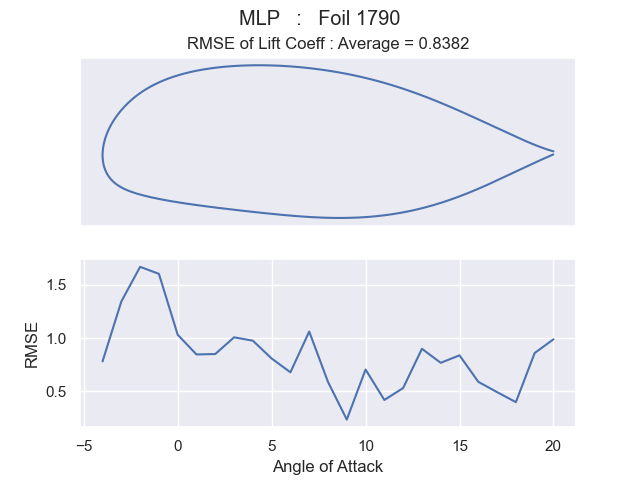 MLP : Foil 1790
RMSE of Lift Coeff : Average = 0.8382
1.5
1.0
0.5
RMSE
−5 0 5 10 15 20
Angle of Attack